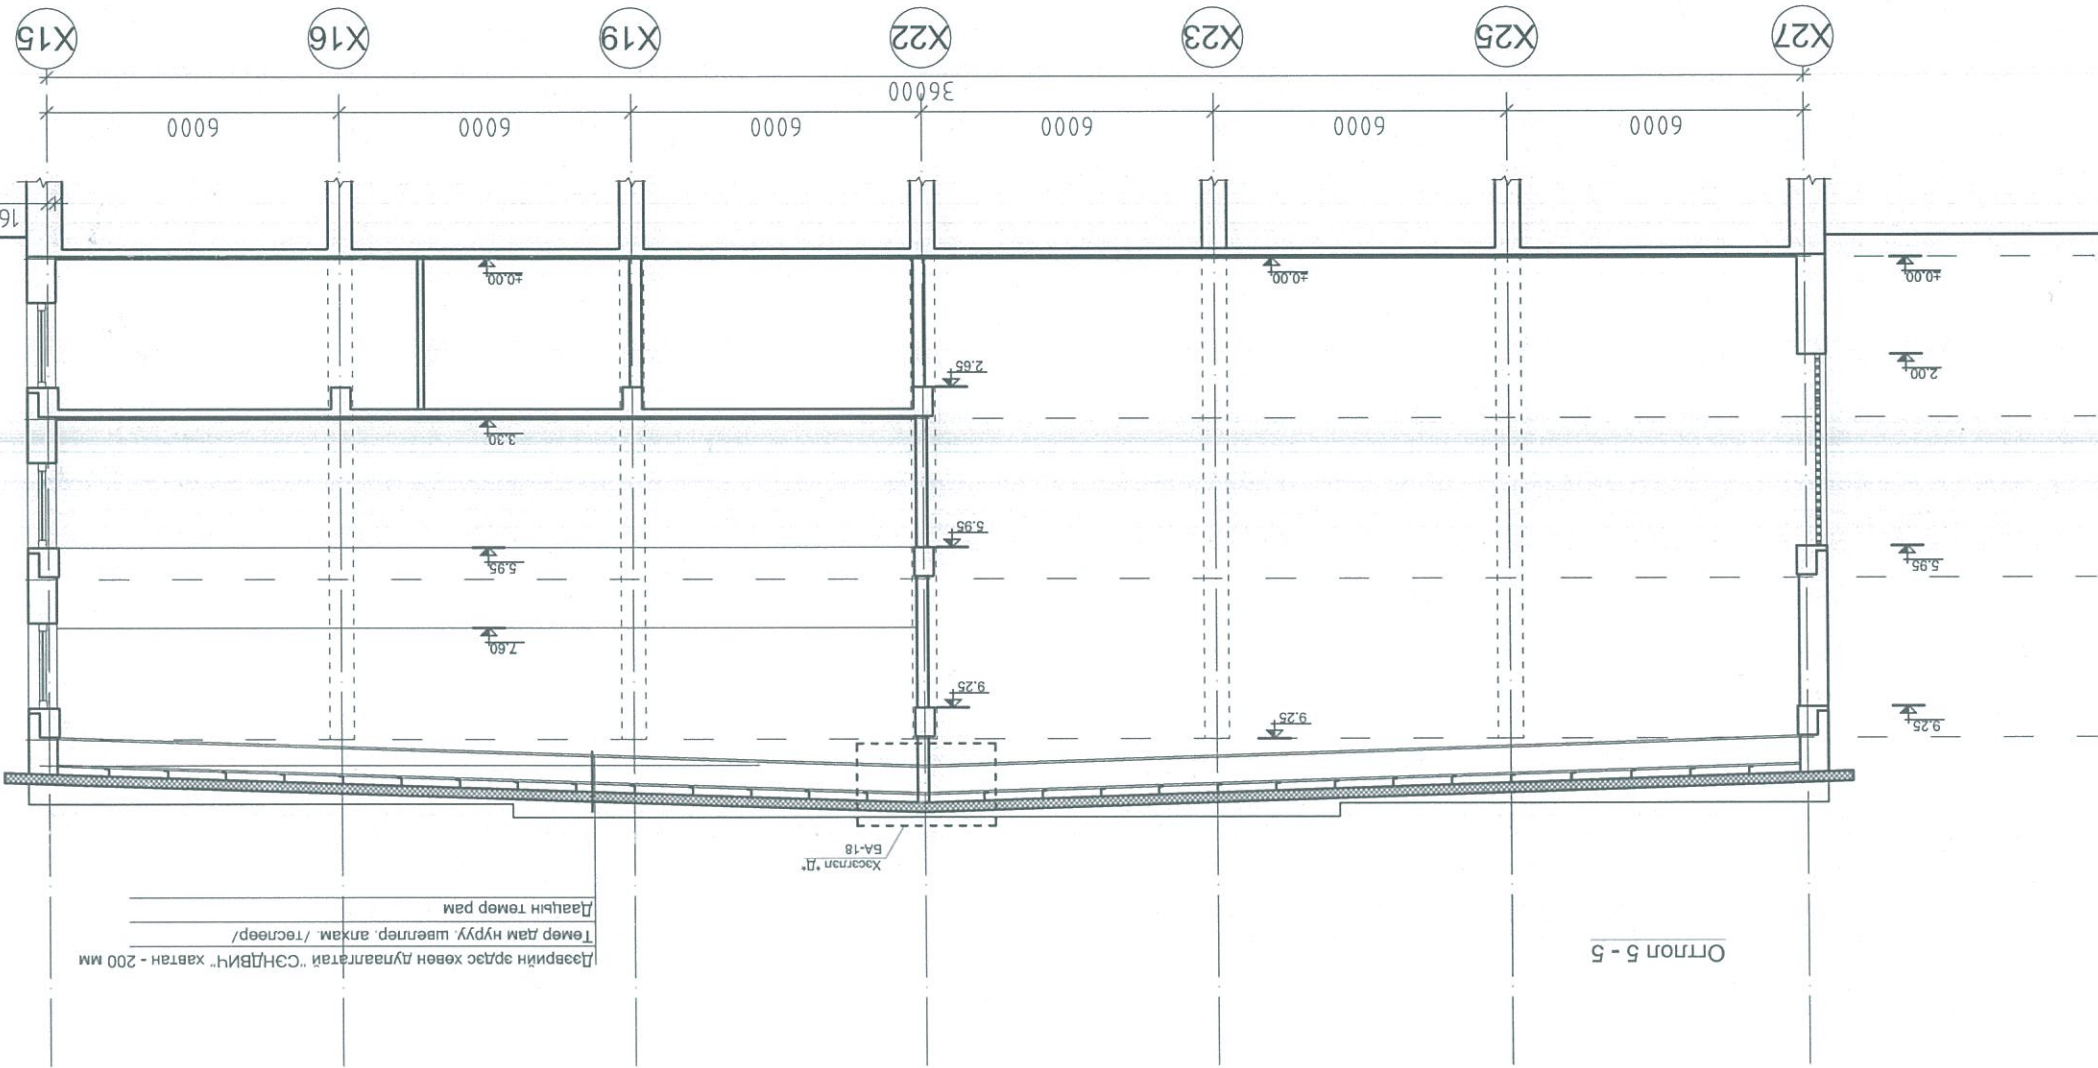 Огтлол 5 - 5
Дээврийн эрдэс хөвөн дулаалгатай "СЭНДВИЧ" хавтан - 200 мм
Төмөр дам нуруу, швеллер, алхам. /төслөөр/
Даацын төмөр рам
Хэсэглэл "Д"
БА-18
9.25
9.25
9.25
7.60
5.95
5.95
5.95
3.30
2.00
2.65
±0.00
±0.00
±0.00
16
6000 6000 6000 6000 6000 6000
36000
X27 X25 X23 X22 X19 X16 X15